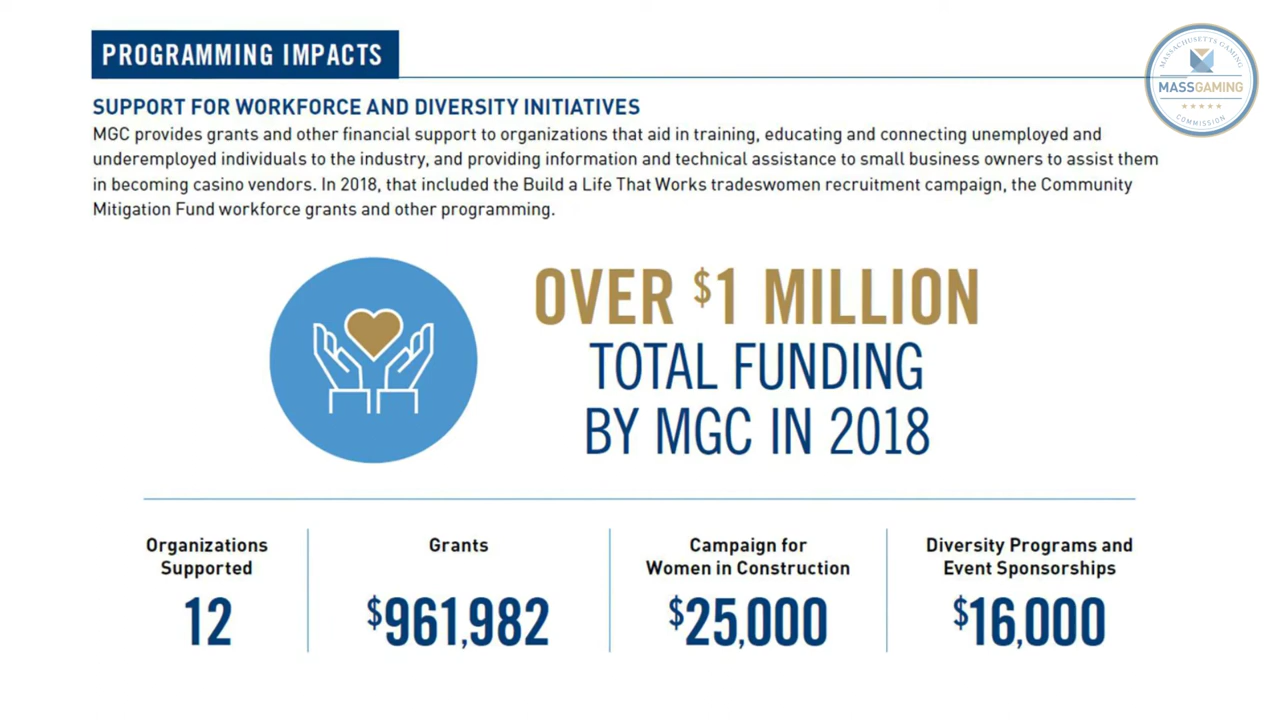 PROGRAMMING IMPACTS
MASSACHUSETTS GAMING
MASSGAMING
COMMISSION
SUPPORT FOR WORKFORCE AND DIVERSITY INITIATIVES
MGC provides grants and other financial support to organizations that aid in training, educating and connecting unemployed and
underemployed individuals to the industry, and providing information and technical assistance to small business owners to assist them
in becoming casino vendors. In 2018, that included the Build a Life That Works tradeswomen recruitment campaign, the Community
Mitigation Fund workforce grants and other programming.
OVER $1 MILLION
TOTAL FUNDING
BY MGC IN 2018
Organizations
Supported
12
Grants
$961,982
Campaign for
Women in Construction
$25,000
Diversity Programs and
Event Sponsorships
$16,000